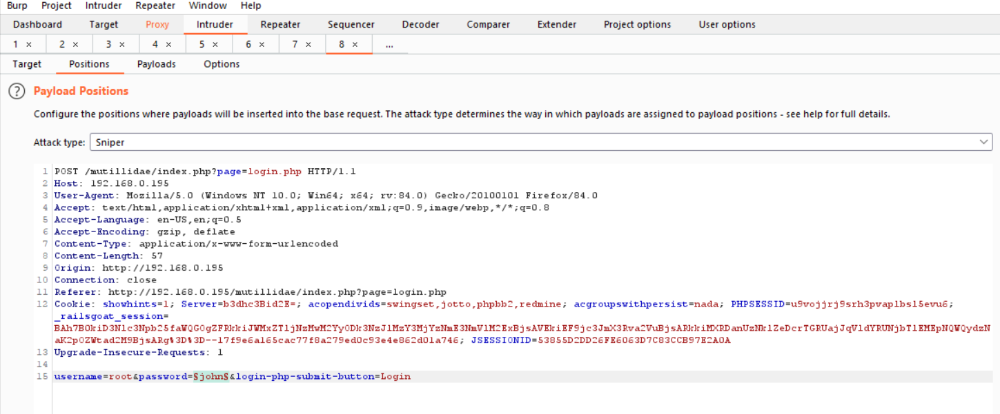 Burp Project Intruder Repeater Window Help
Dashboard Target Proxy Intruder Repeater Sequencer Decoder Comparer Extender Project options User options
1 × 2 × 3 × 4 × 5 × 6 × 7 × 8 × ...
Target Positions Payloads Options
? Payload Positions
Configure the positions where payloads will be inserted into the base request. The attack type determines the way in which payloads are assigned to payload positions - see help for full details.
Attack type: Sniper
1 POST /mutillidae/index.php?page=login.php HTTP/1.1
2 Host: 192.168.0.195
3 User-Agent: Mozilla/5.0 (Windows NT 10.0; Win64; x64; rv:84.0) Gecko/20100101 Firefox/84.0
4 Accept: text/html,application/xhtml+xml,application/xml;q=0.9,image/webp,*/*;q=0.8
5 Accept-Language: en-US,en;q=0.5
6 Accept-Encoding: gzip, deflate
7 Content-Type: application/x-www-form-urlencoded
8 Content-Length: 57
9 Origin: http://192.168.0.195
10 Connection: close
11 Referer: http://192.168.0.195/mutillidae/index.php?page=login.php
12 Cookie: showhints=1; Server=b3dhc3Bid2E=; acopendivids=swingset,jotto,phpbb2,redmine; acgroupswithpersist=nada; PHPSESSID=u9vojjrj9srh3pvaplbsl5evu6;
_railsgoat_session=
; JSESSIONID=53855D2DD26FE6063D7C83CCB97E2A0A
13 Upgrade-Insecure-Requests: 1
14
15 username=root&password=§john§&login-php-submit-button=Login